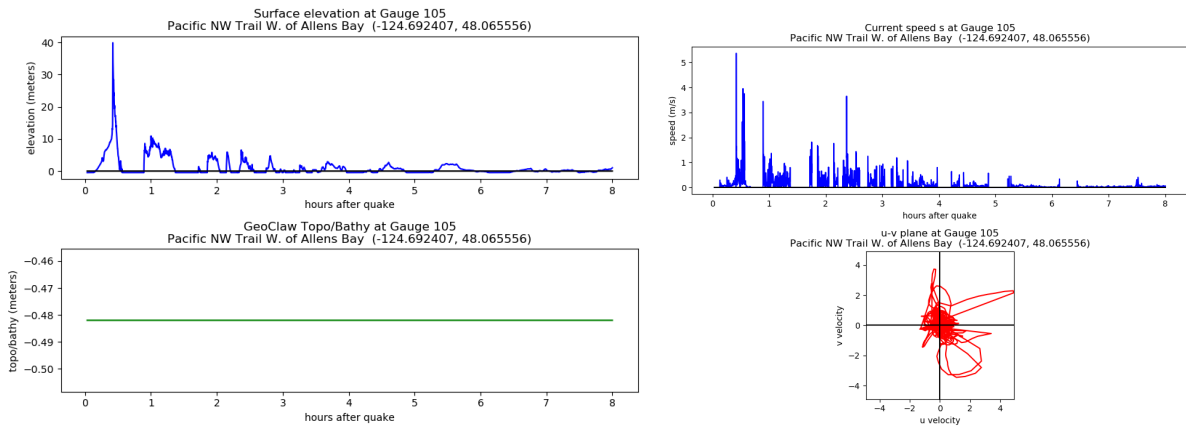 Surface elevation at Gauge 105
Pacific NW Trail W. of Allens Bay (-124.692407, 48.065556)
elevation (meters)
40
30
20
10
0
0 1 2 3 4 5 6 7 8
hours after quake
Current speed s at Gauge 105
Pacific NW Trail W. of Allens Bay (-124.692407, 48.065556)
speed (m/s)
5
4
3
2
1
0
0 1 2 3 4 5 6 7 8
hours after quake
GeoClaw Topo/Bathy at Gauge 105
Pacific NW Trail W. of Allens Bay (-124.692407, 48.065556)
topo/bathy (meters)
−0.46
−0.47
−0.48
−0.49
−0.50
0 1 2 3 4 5 6 7 8
hours after quake
u-v plane at Gauge 105
Pacific NW Trail W. of Allens Bay (-124.692407, 48.065556)
v velocity
4
2
0
−2
−4
−4 −2 0 2 4
u velocity